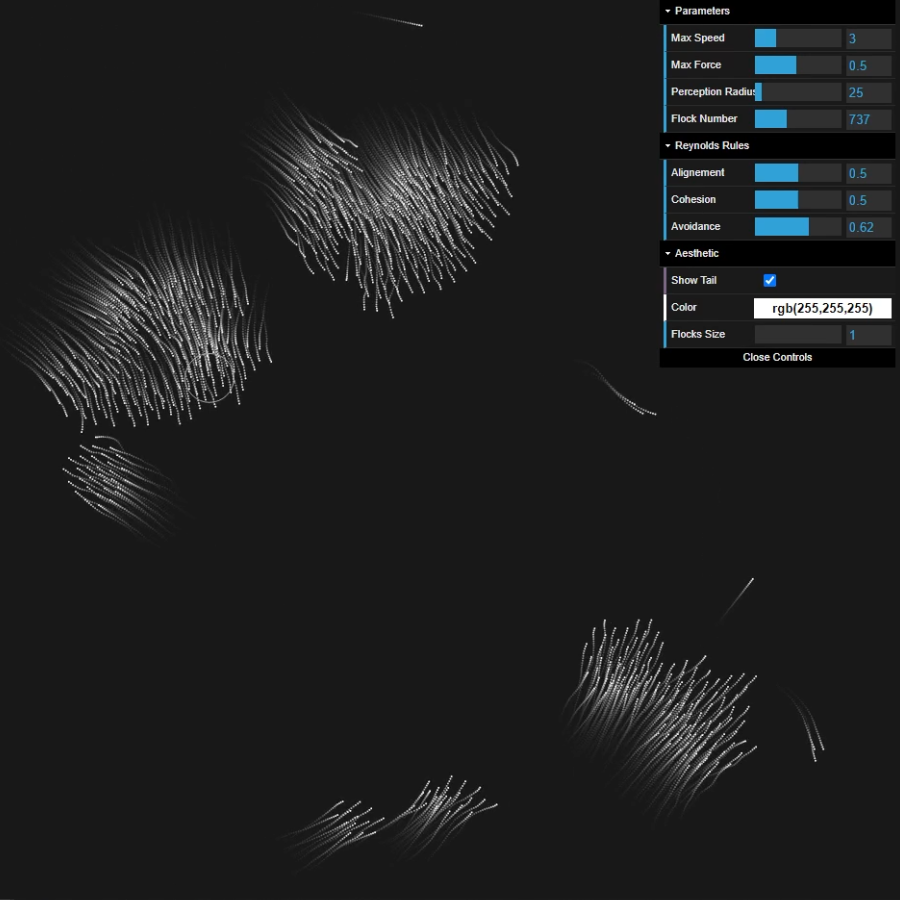 Parameters
Max Speed 3
Max Force 0.5
Perception Radius 25
Flock Number 737
Reynolds Rules
Alignement 0.5
Cohesion 0.5
Avoidance 0.62
Aesthetic
Show Tail
Color rgb(255,255,255)
Flocks Size 1
Close Controls